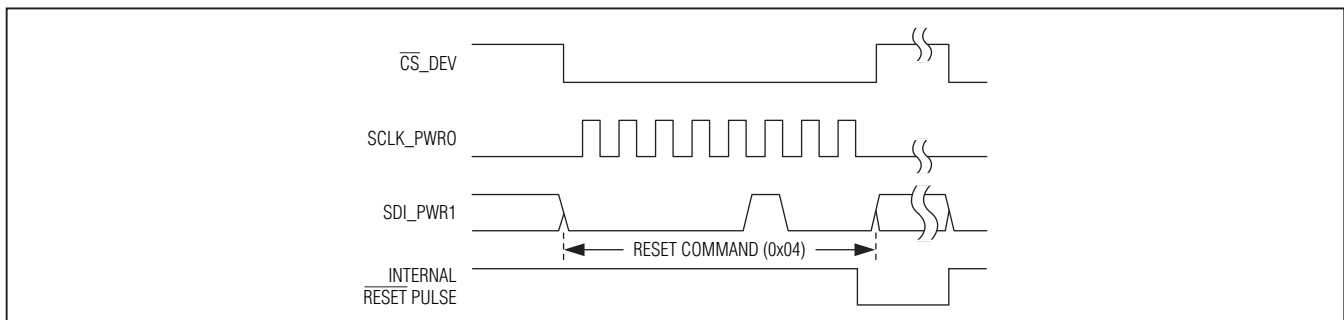 CS_DEV
SCLK_PWR0
SDI_PWR1
RESET COMMAND (0x04)
INTERNAL
RESET PULSE